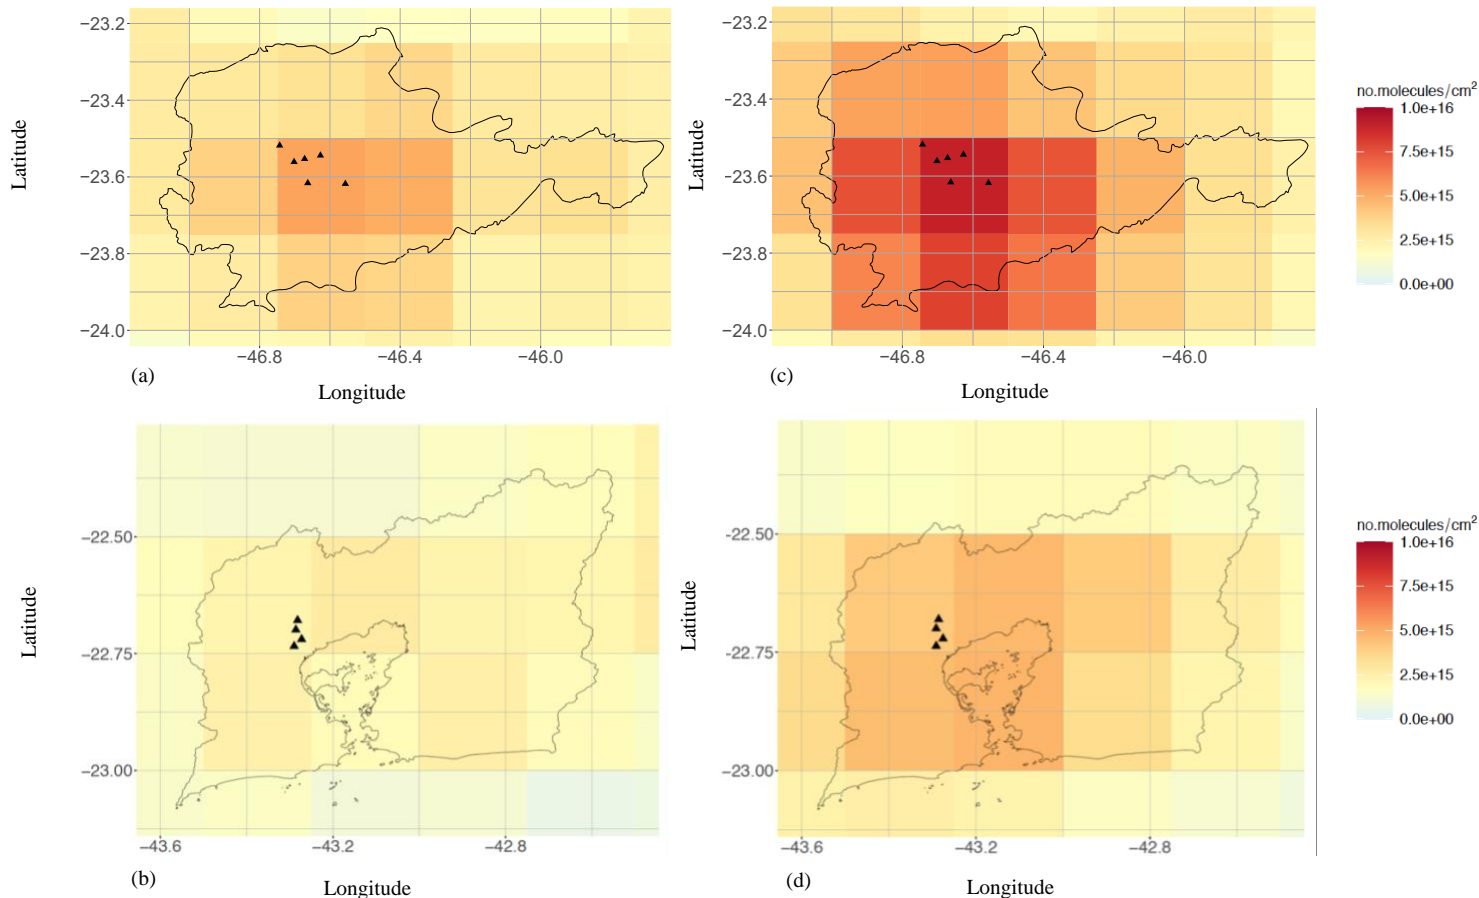 −23.2
−23.4
−23.6
−23.8
−24.0
Latitude
−46.8
−46.4
−46.0
(a)
Longitude
−23.2
−23.4
−23.6
−23.8
−24.0
Latitude
−46.8
−46.4
−46.0
(c)
Longitude
no.molecules/cm²
1.0e+16
7.5e+15
5.0e+15
2.5e+15
0.0e+00
-22.50
-22.75
-23.00
Latitude
−43.6
−43.2
−42.8
(b)
Longitude
-22.50
-22.75
-23.00
Latitude
−43.6
−43.2
−42.8
(d)
Longitude
no.molecules/cm²
1.0e+16
7.5e+15
5.0e+15
2.5e+15
0.0e+00